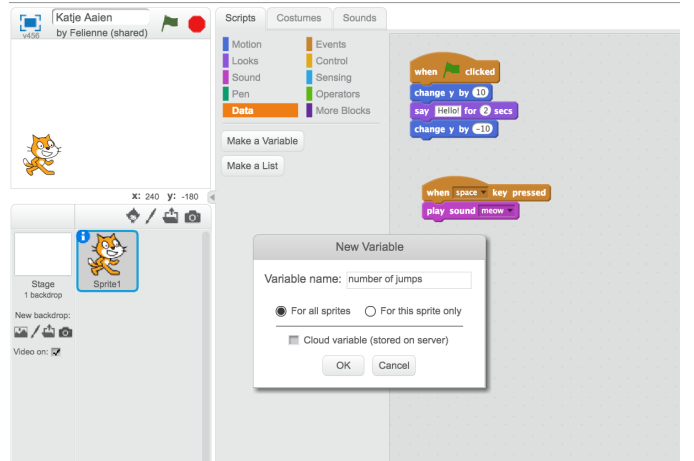 Katje Aaien
by Felienne (shared)
v456
X: 240 Y: -180
Stage
1 backdrop
Sprite1
New backdrop:
Video on:
Scripts Costumes Sounds
Motion Events
Looks Control
Sound Sensing
Pen Operators
Data More Blocks
Make a Variable
Make a List
when clicked
change y by 10
say Hello! for 2 secs
change y by -10
when space key pressed
play sound meow
New Variable
Variable name: number of jumps
For all sprites For this sprite only
Cloud variable (stored on server)
OK Cancel